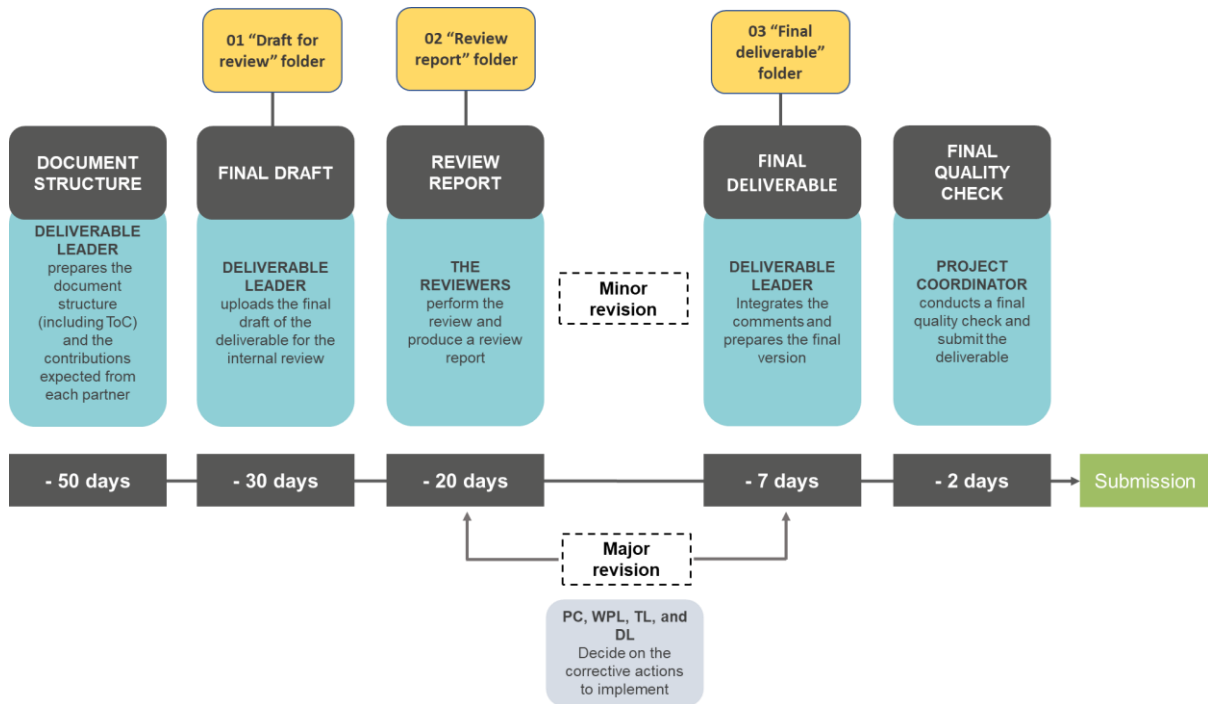 01 “Draft for
review” folder
02 “Review
report” folder
03 “Final
deliverable”
folder
DOCUMENT
STRUCTURE
FINAL DRAFT
REVIEW
REPORT
FINAL
DELIVERABLE
FINAL
QUALITY
CHECK
DELIVERABLE
LEADER
prepares the
document
structure
(including ToC)
and the
contributions
expected from
each partner
DELIVERABLE
LEADER
uploads the final
draft of the
deliverable for the
internal review
THE
REVIEWERS
perform the
review and
produce a review
report
Minor
revision
DELIVERABLE
LEADER
Integrates the
comments and
prepares the final
version
PROJECT
COORDINATOR
conducts a final
quality check and
submit the
deliverable
- 50 days
- 30 days
- 20 days
- 7 days
- 2 days
Submission
Major
revision
PC, WPL, TL, and
DL
Decide on the
corrective actions
to implement